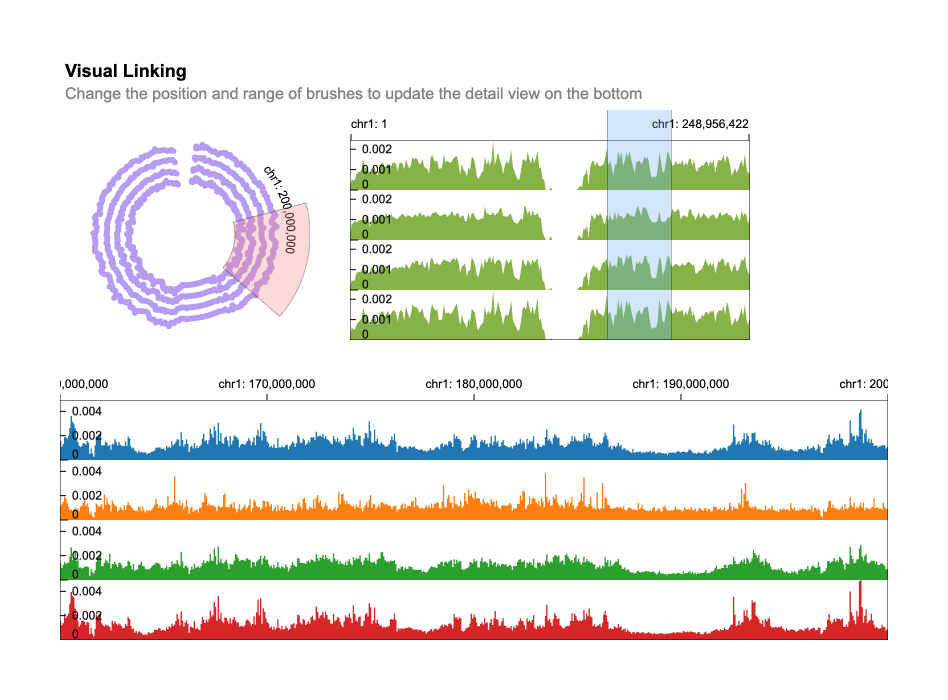 Visual Linking
Change the position and range of brushes to update the detail view on the bottom
chr1: 1
chr1: 248,956,422
chr1: 200,000,000
0.002
0.001
0
0.002
0.001
0
0.002
0.001
0
0.002
0.001
0
),000,000
chr1: 170,000,000
chr1: 180,000,000
chr1: 190,000,000
chr1: 200
0.004
0.002
0
0.004
0.002
0
0.004
0.002
0
0.004
0.002
0